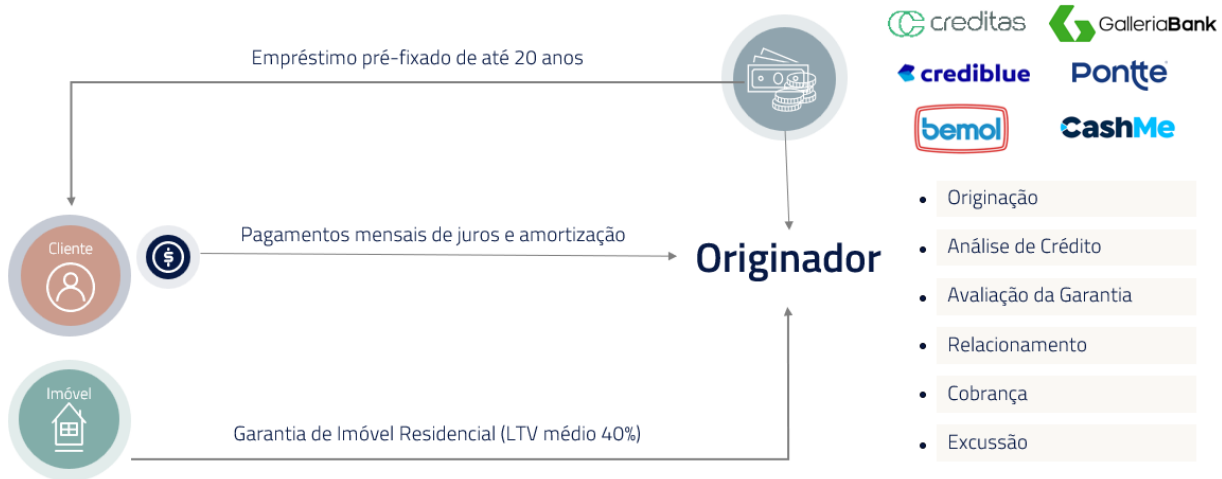 creditas
GalleriaBank
Empréstimo pré-fixado de até 20 anos
crediblue
Pontte
bemol
CashMe
Originação
Cliente
Pagamentos mensais de juros e amortização
$
Originador
Análise de Crédito
Avaliação da Garantia
Relacionamento
Imóvel
Cobrança
Garantia de Imóvel Residencial (LTV médio 40%)
Excussão